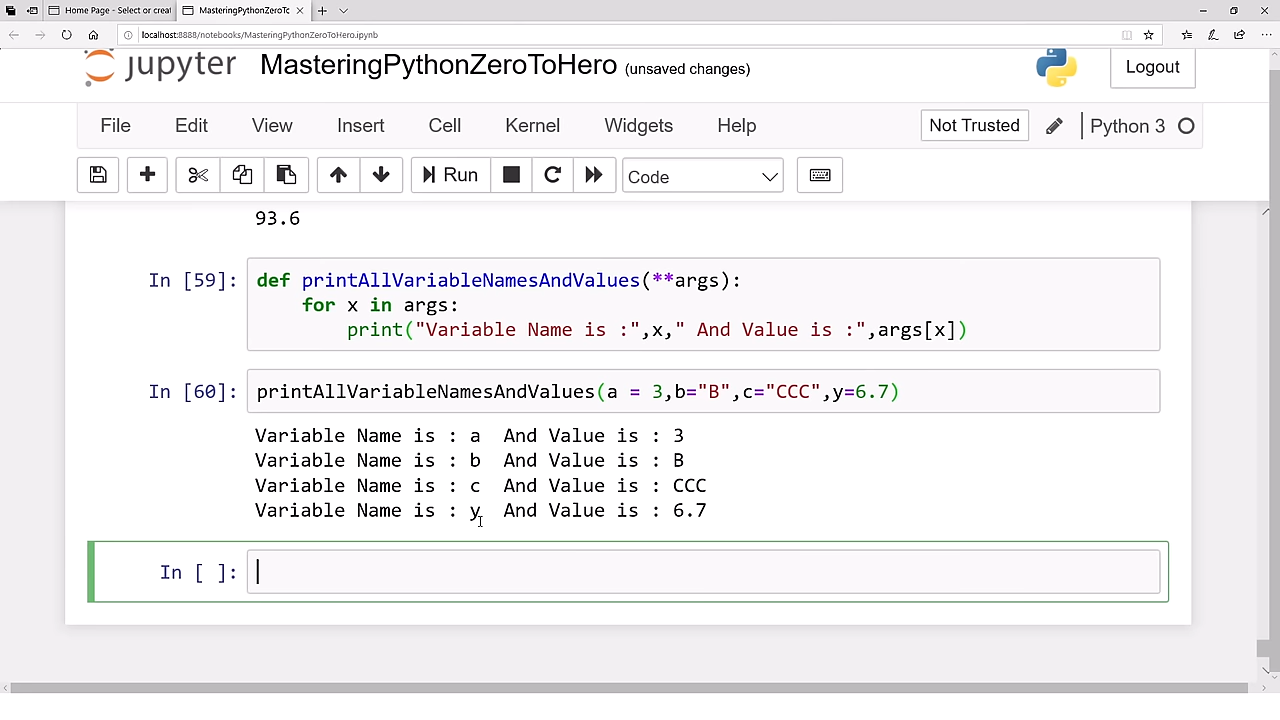 Home Page - Select or creat
MasteringPythonZeroToC
localhost:8888/notebooks/MasteringPythonZeroToHero.ipynb
jupyter MasteringPythonZeroToHero (unsaved changes)
Logout
File Edit View Insert Cell Kernel Widgets Help
Not Trusted
Python 3
Run
Code
93.6
In [59]: def printAllVariableNamesAndValues(**args):
for x in args:
print("Variable Name is :",x," And Value is :",args[x])
In [60]: printAllVariableNamesAndValues(a = 3,b="B",c="CCC",y=6.7)
Variable Name is : a  And Value is : 3
Variable Name is : b  And Value is : B
Variable Name is : c  And Value is : CCC
Variable Name is : y  And Value is : 6.7
In [ ]: